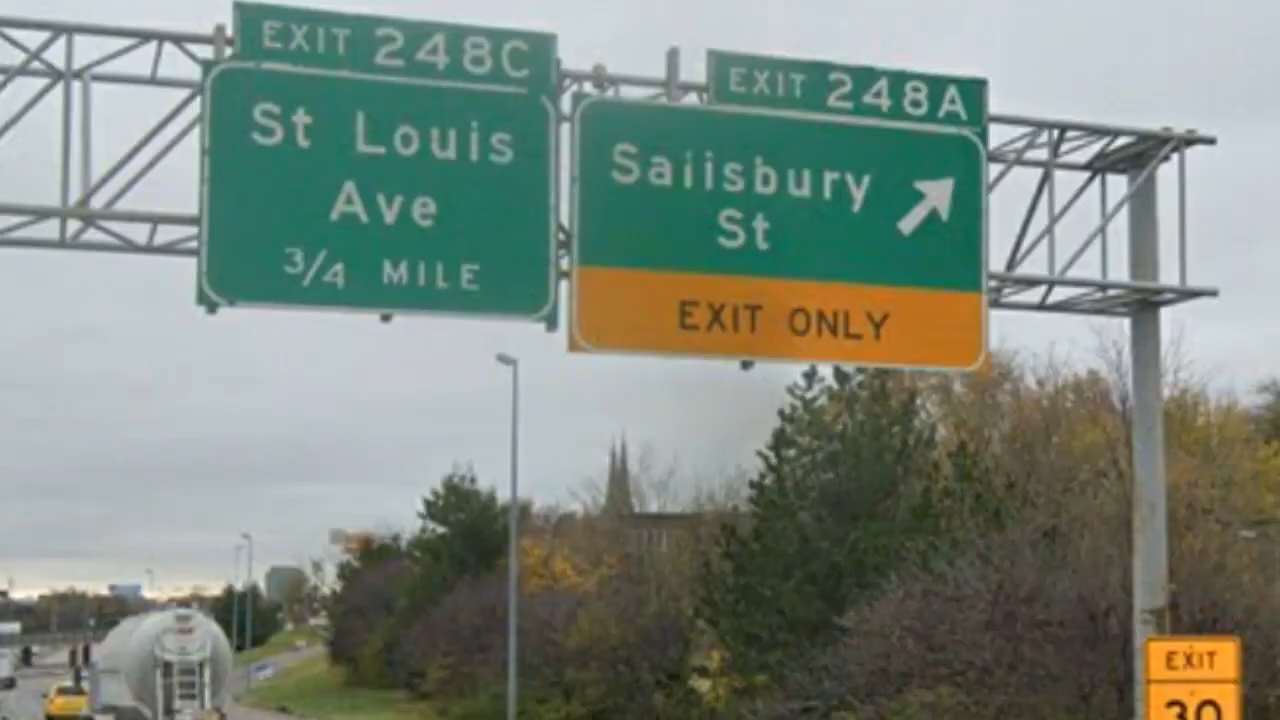 EXIT 248C
St Louis
Ave
3/4 MILE
EXIT 248A
Saiisbury
St
EXIT ONLY
EXIT
30